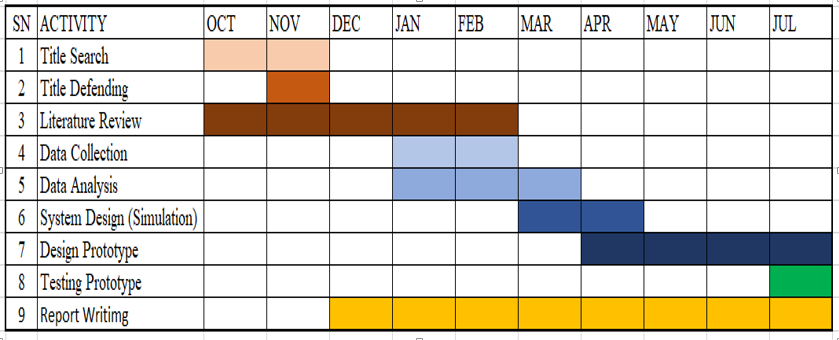 SN ACTIVITY OCT NOV DEC JAN FEB MAR APR MAY JUN JUL
1 Title Search
2 Title Defending
3 Literature Review
4 Data Collection
5 Data Analysis
6 System Design (Simulation)
7 Design Prototype
8 Testing Prototype
9 Report Writimg